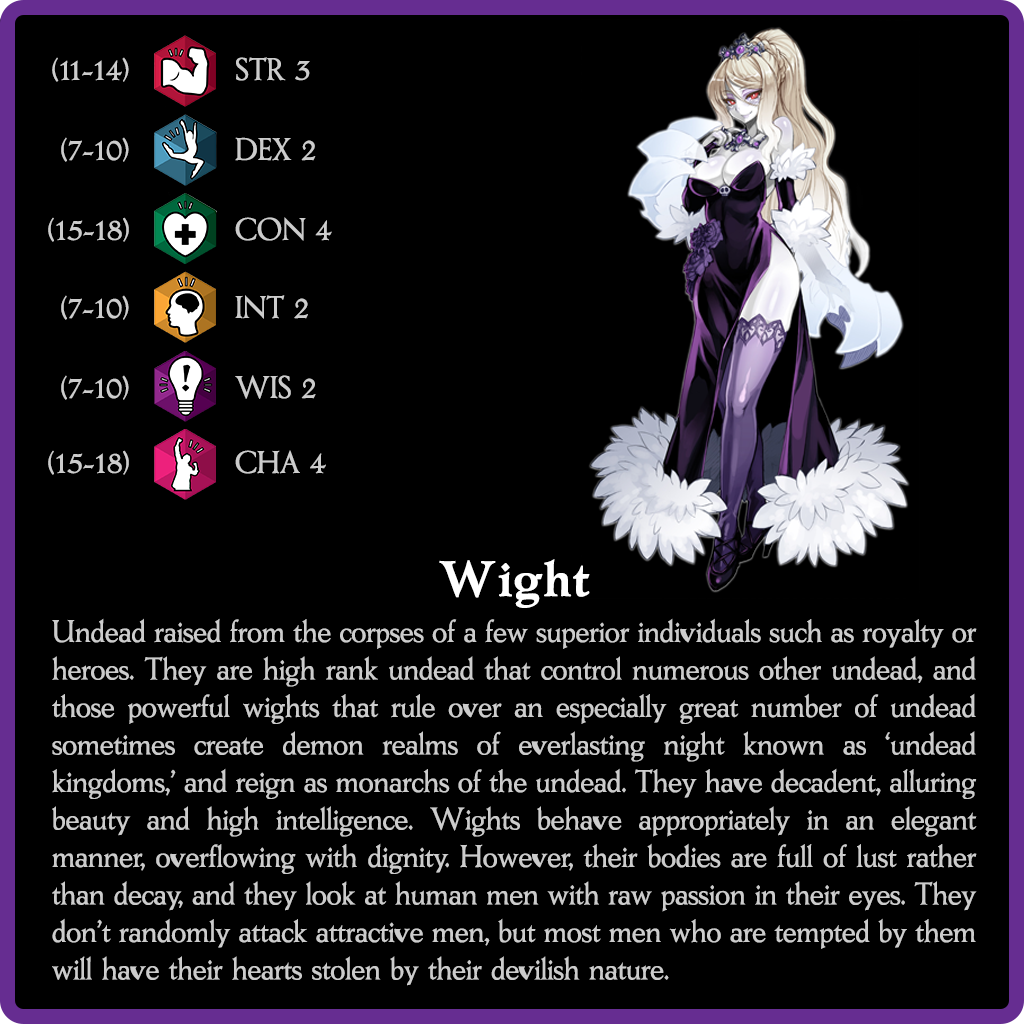 (11-14) STR 3
(7-10) DEX 2
(15-18) CON 4
(7-10) INT 2
(7-10) WIS 2
(15-18) CHA 4
Wight
Undead raised from the corpses of a few superior individuals such as royalty or
heroes. They are high rank undead that control numerous other undead, and
those powerful wights that rule over an especially great number of undead
sometimes create demon realms of everlasting night known as ‘undead
kingdoms,’ and reign as monarchs of the undead. They have decadent, alluring
beauty and high intelligence. Wights behave appropriately in an elegant
manner, overflowing with dignity. However, their bodies are full of lust rather
than decay, and they look at human men with raw passion in their eyes. They
don’t randomly attack attractive men, but most men who are tempted by them
will have their hearts stolen by their devilish nature.